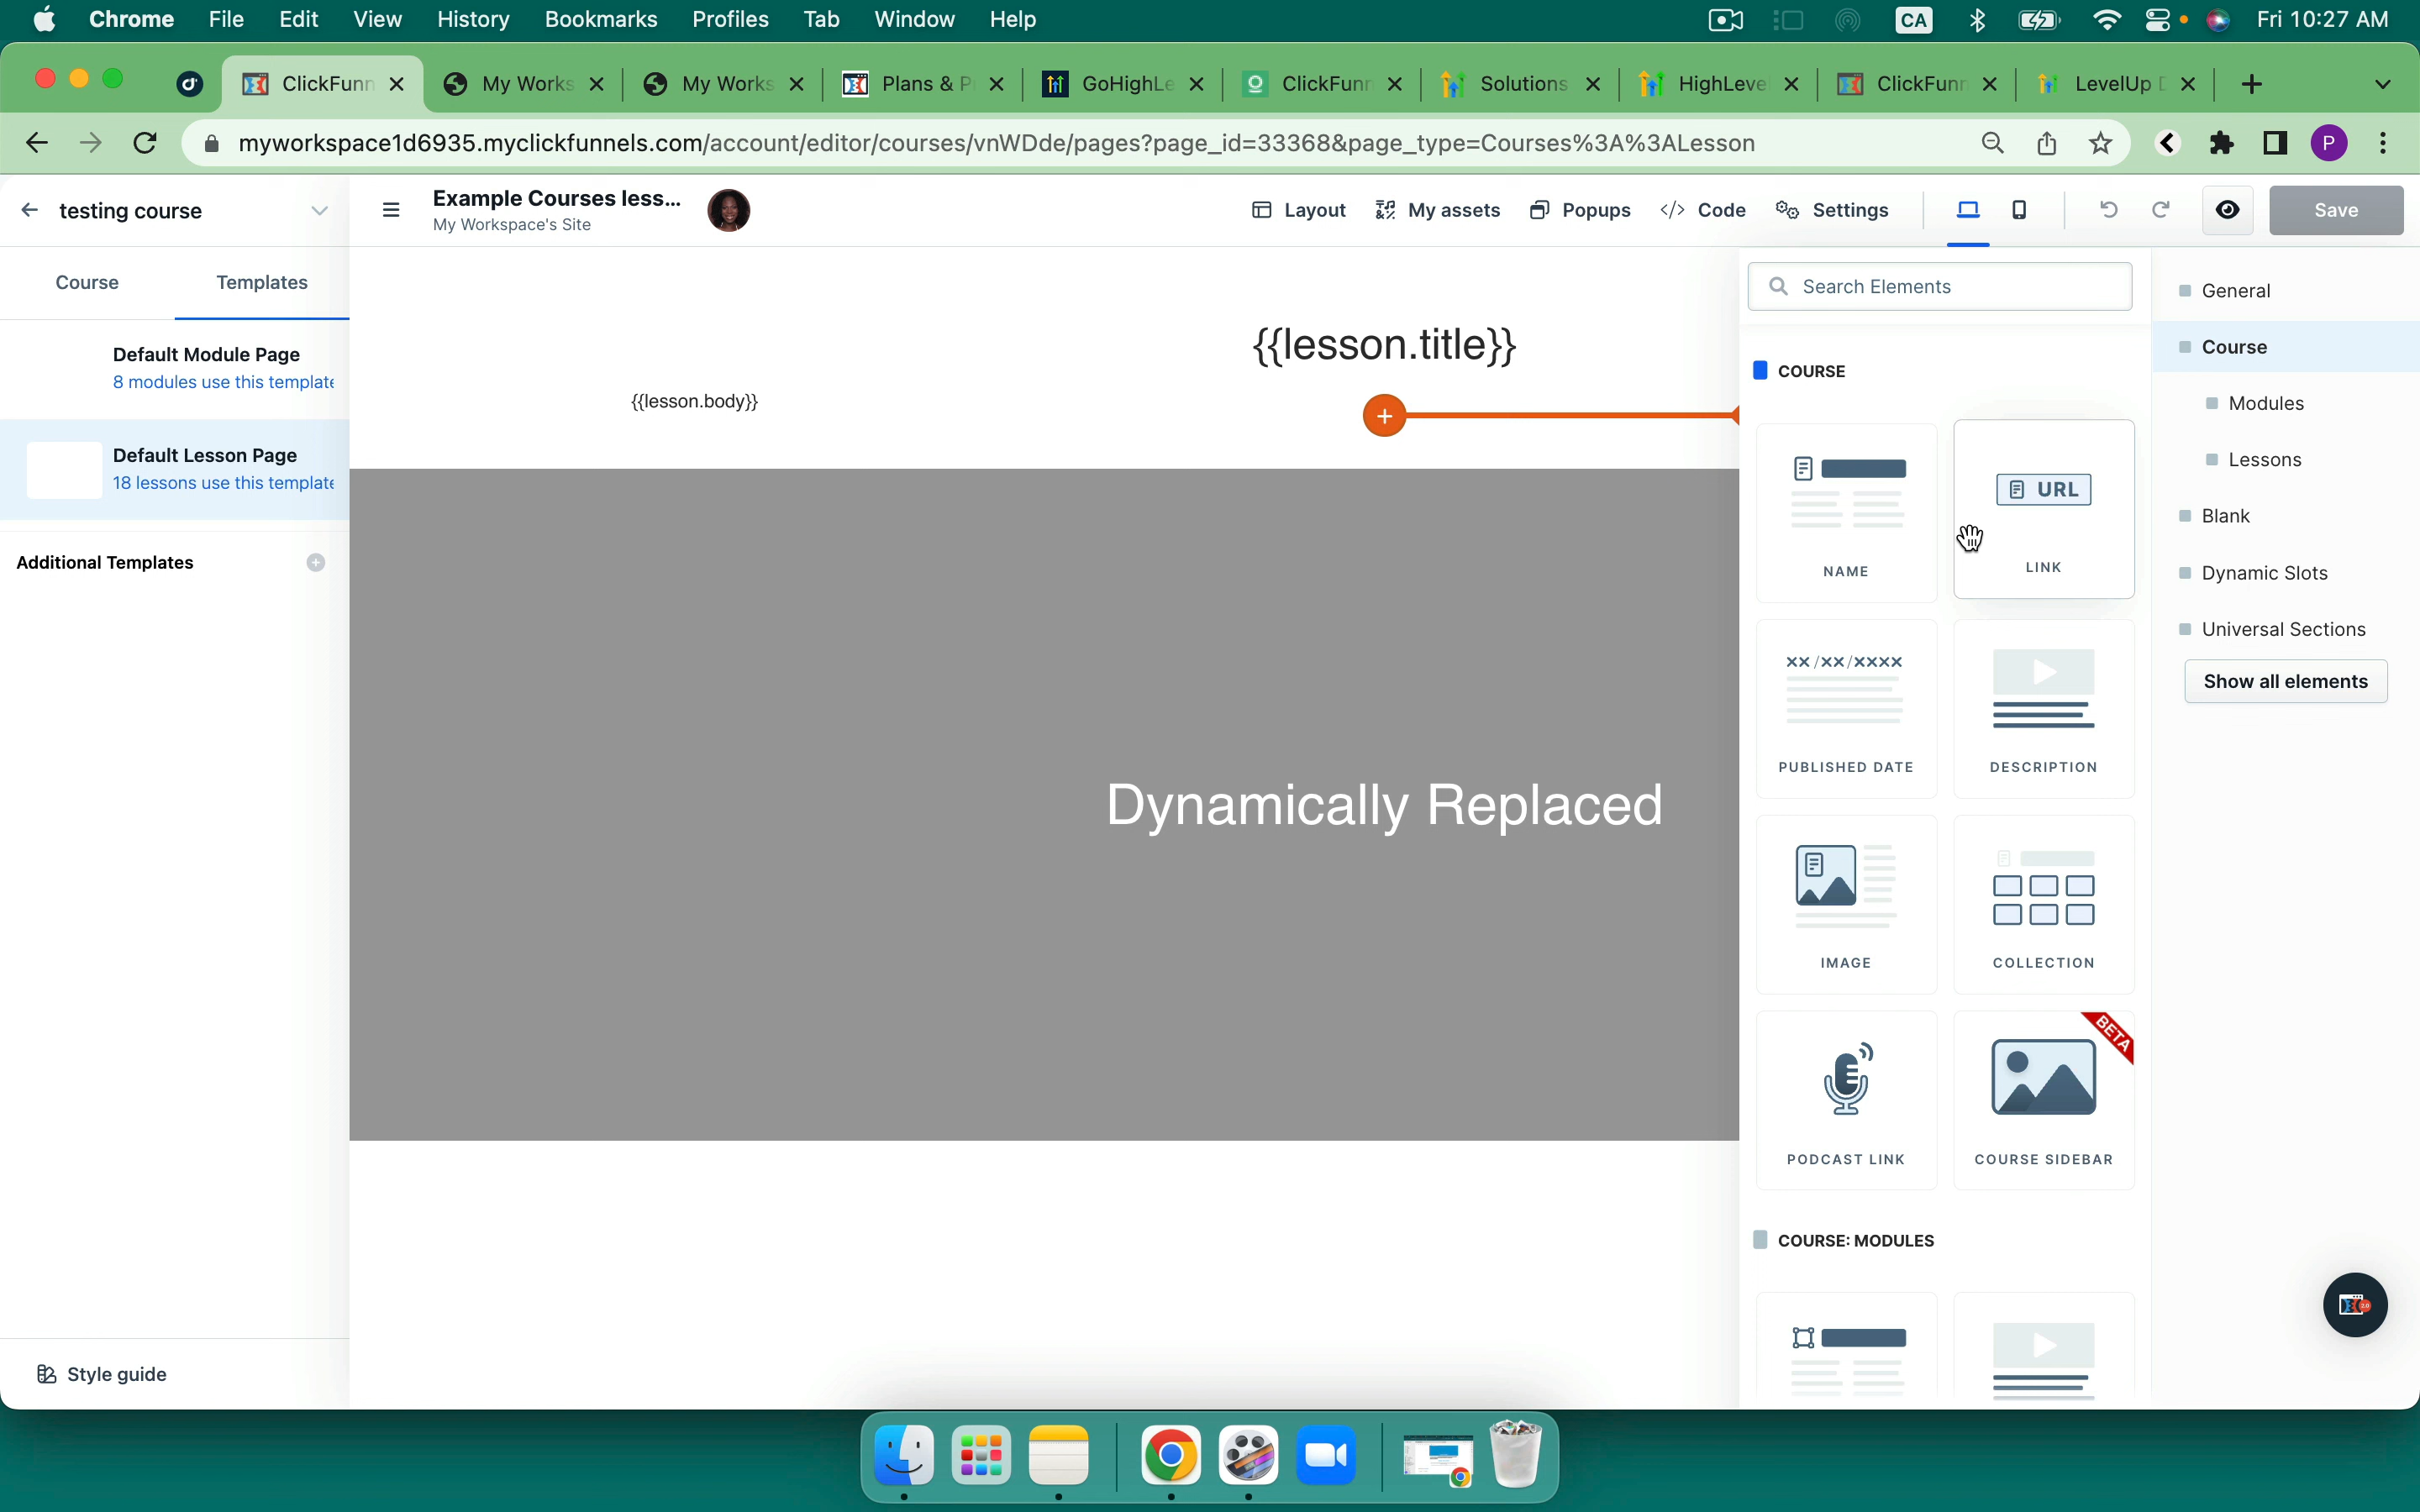 Chrome File Edit View History Bookmarks Profiles Tab Window Help CA Fri 10:27 AM
ClickFunn My Works My Works Plans & P GoHighLe ClickFunn Solutions HighLevel ClickFunn LevelUp D
myworkspace1d6935.myclickfunnels.com/account/editor/courses/vnWDde/pages?page_id=33368&page_type=Courses%3A%3ALesson P
testing course
Example Courses less...
My Workspace's Site
Layout My assets Popups </> Code Settings Save
Course Templates
Default Module Page
8 modules use this template
Default Lesson Page
18 lessons use this template
Additional Templates
Style guide
{{lesson.title}}
{{lesson.body}}
Dynamically Replaced
Search Elements
COURSE
URL
NAME LINK
XX/XX/XXXX
PUBLISHED DATE DESCRIPTION
IMAGE COLLECTION
BETA
PODCAST LINK COURSE SIDEBAR
COURSE: MODULES
General
Course
Modules
Lessons
Blank
Dynamic Slots
Universal Sections
Show all elements
2.0